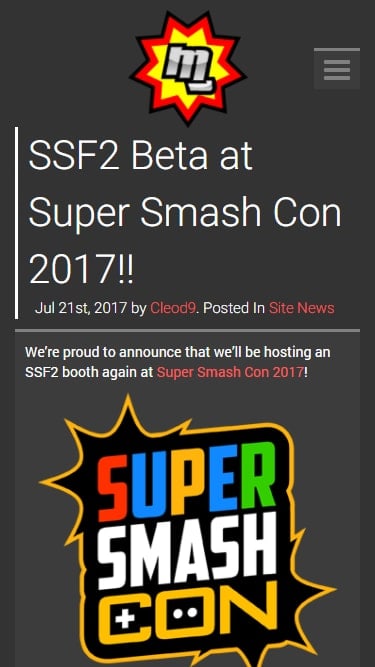 SSF2 Beta at
Super Smash Con
2017!!
Jul 21st, 2017 by Cleod9. Posted In Site News
We're proud to announce that we'll be hosting an
SSF2 booth again at Super Smash Con 2017!
SUPER
SMASH
CON